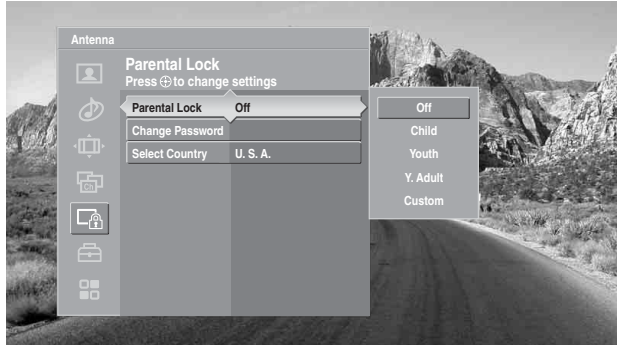 Antenna
Parental Lock
Press to change settings
Parental Lock Off
Change Password
Select Country U. S. A.
Off
Child
Youth
Y. Adult
Custom
Ch